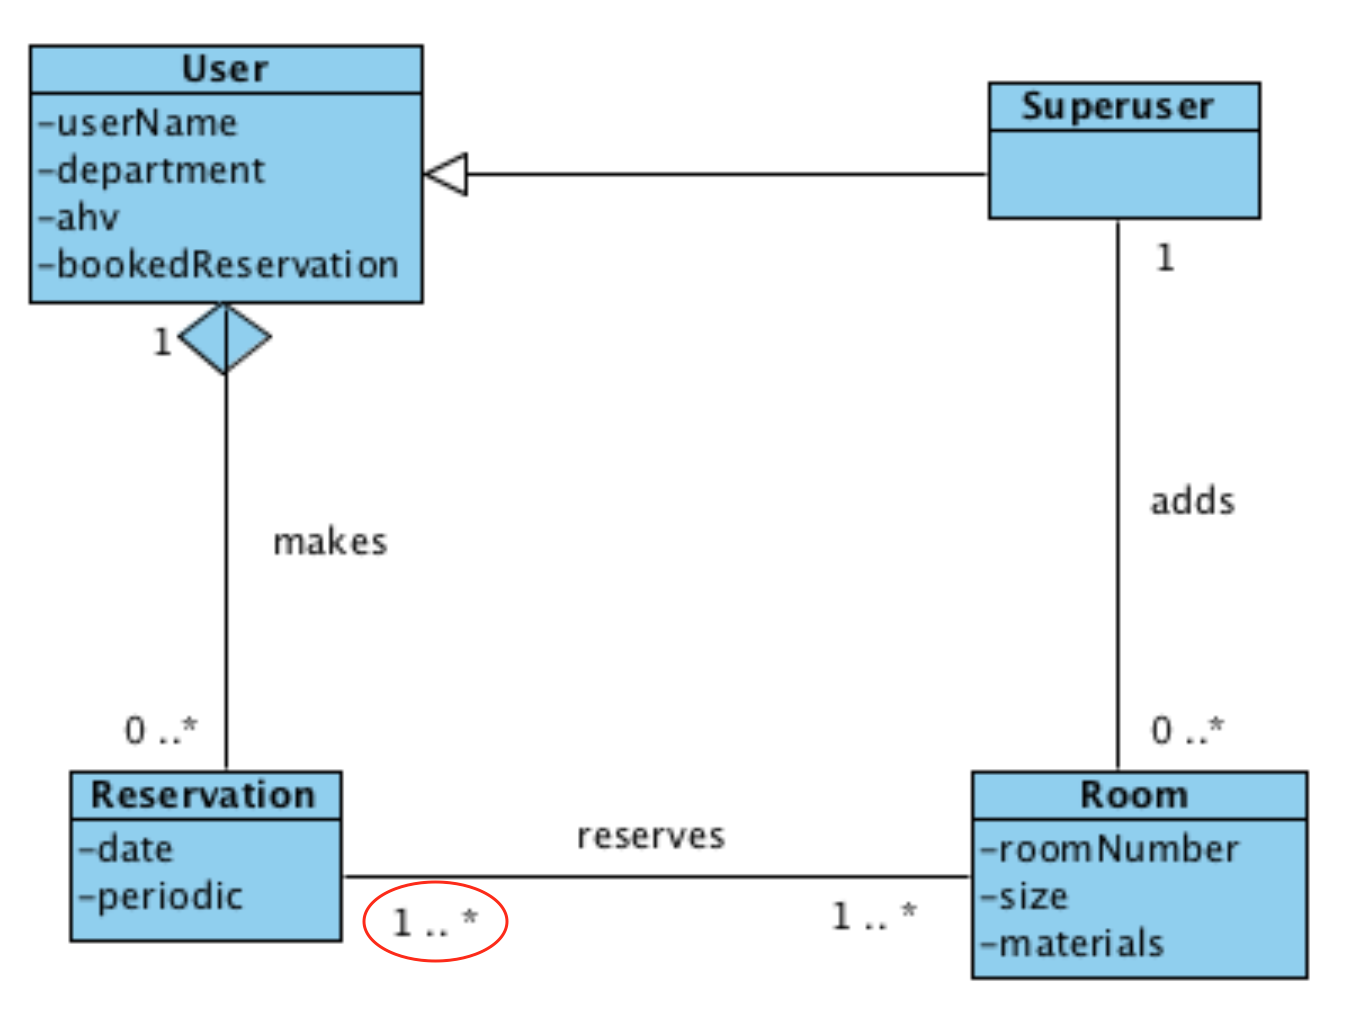 User
-userName
-department
-ahv
-bookedReservation
Superuser
1
1
makes
adds
0 ..*
0 ..*
Reservation
-date
-periodic
reserves
1 .. *
1 .. *
Room
-roomNumber
-size
-materials